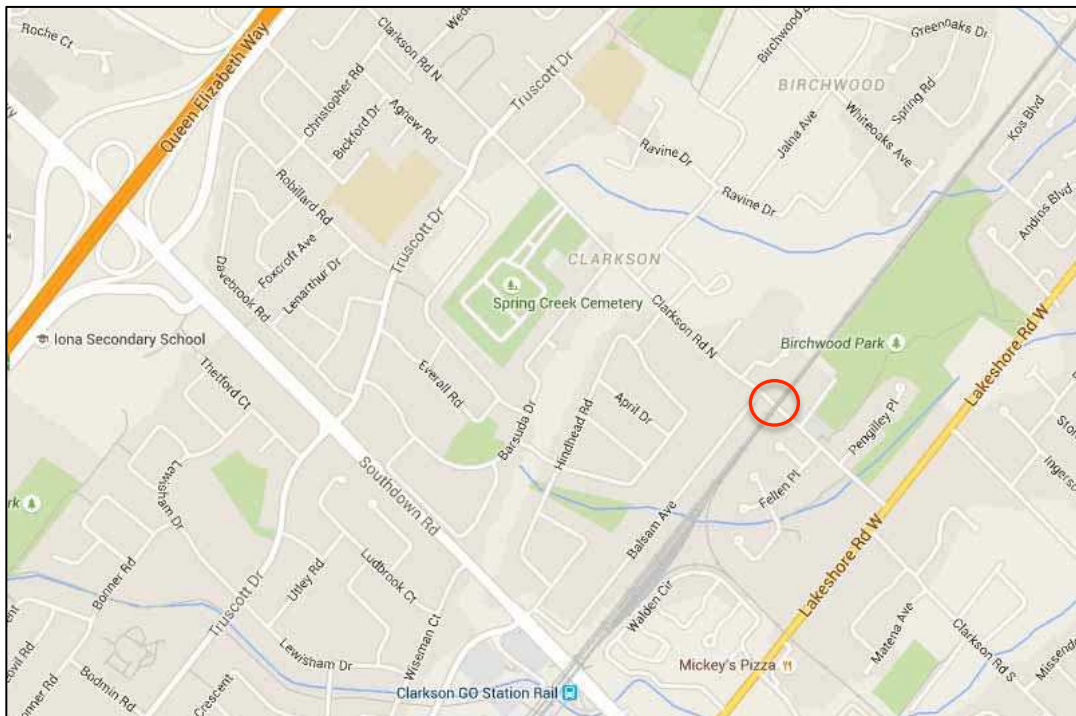 Roche Ct
Queen Elizabeth Way
Clarkson Rd N
Truscott Dr
Birchwood D
Greenoaks Dr
BIRCHWOOD
Spring Rd
Kos Blvd
Christopher Rd
Bickford Dr
Agnew Rd
Whiteoaks Ave
Jalna Ave
Ravine Dr
Ravine Dr
Andros Blvd
Robillard Rd
Truscott Dr
Foxcroft Ave
Lenarthur Dr
Davebrook Rd
CLARKSON
Spring Creek Cemetery
Clarkson Rd N
Birchwood Park
Lakeshore Rd W
Iona Secondary School
Thetford Ct
Everall Rd
Barsuda Dr
Hindhead Rd
April Dr
Pengilley Pl
Fellen Pl
Ingers
Lewisham Dr
Southdown Rd
rk
Balsam Ave
Lakeshore Rd W
Ludbrook Ct
Utley Rd
Bonner Rd
Truscott Dr
Wiseman Ct
Walden Cir
Matena Ave
Clarkson Rd S
Missend
Lewisham Dr
Mickey's Pizza
Bodmin Rd
Crescent
Clarkson GO Station Rail